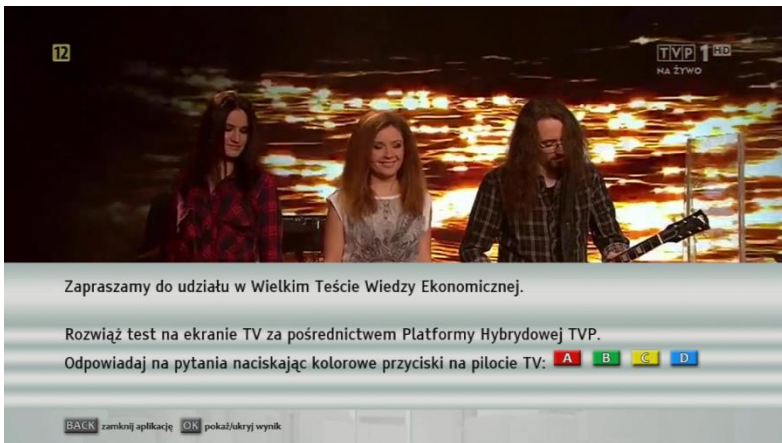 12
TVP 1 HD
NA ŻYWO
Zapraszamy do udziału w Wielkim Teście Wiedzy Ekonomicznej.
Rozwiąż test na ekranie TV za pośrednictwem Platformy Hybrydowej TVP.
Odpowiadaj na pytania naciskając kolorowe przyciski na pilocie TV: A B C D
BACK zamknij aplikację OK pokaż/ukryj wynik